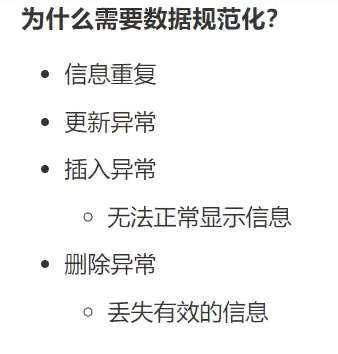 为什么需要数据规范化？
信息重复
更新异常
插入异常
无法正常显示信息
删除异常
丢失有效的信息